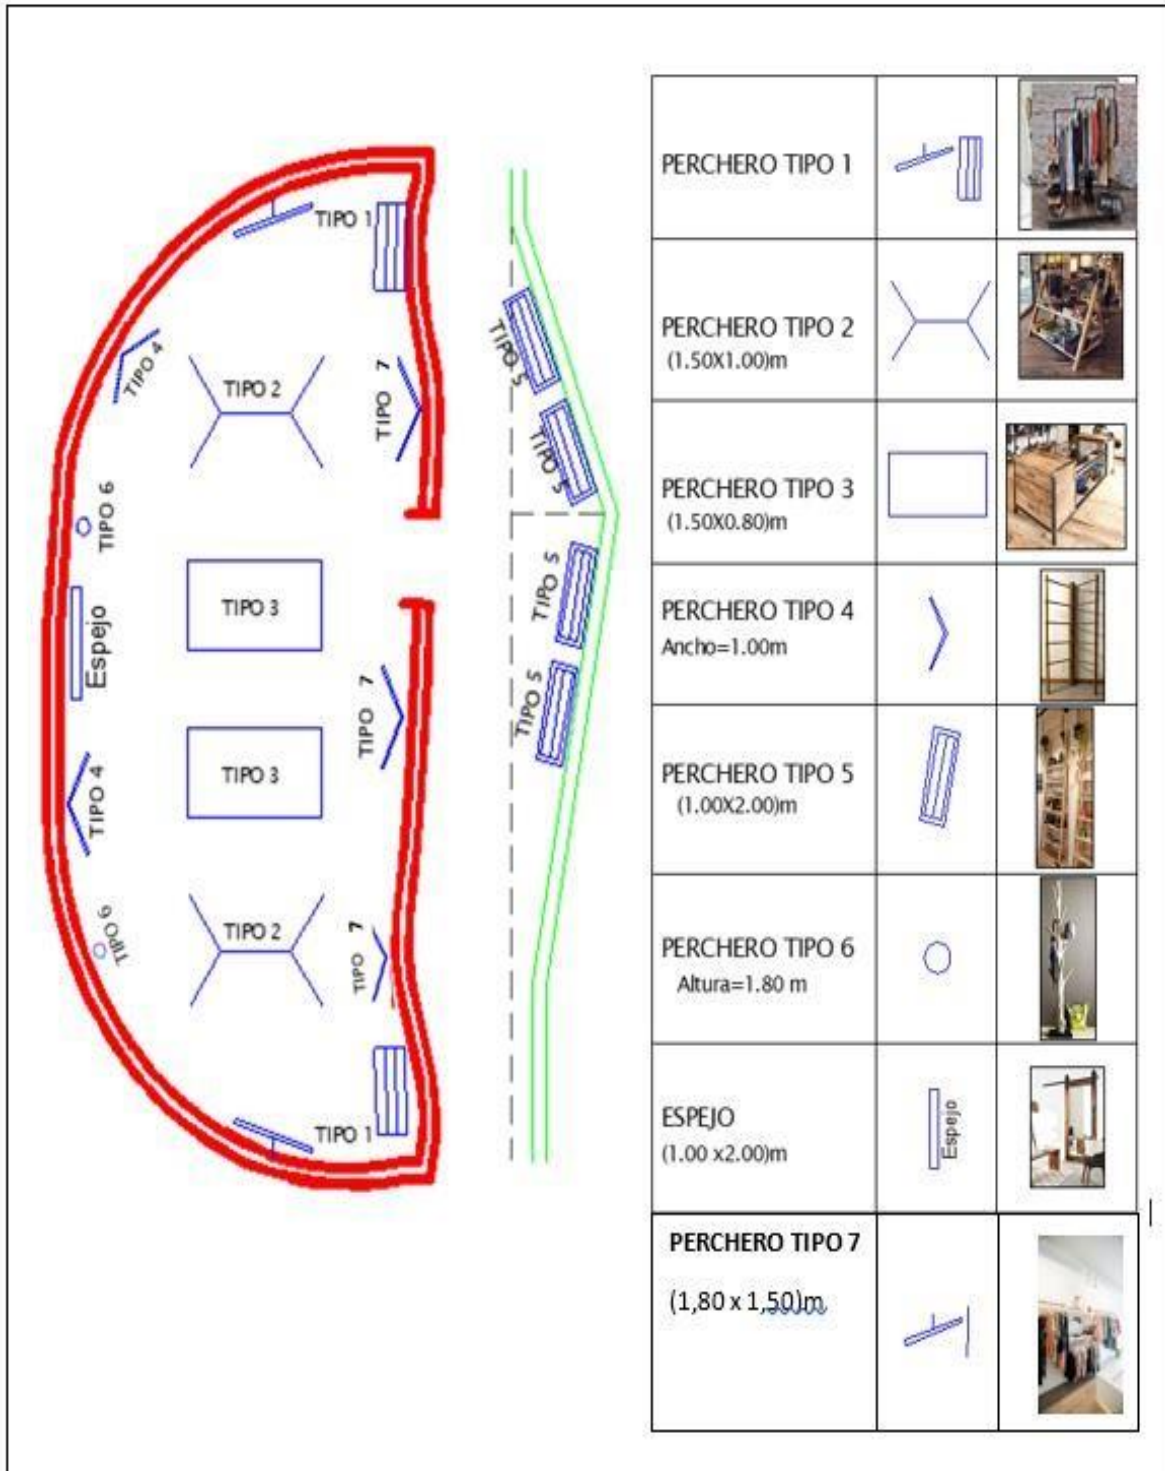 TIPO 1
TIPO 4
TIPO 2
TIPO 7
TIPO 6
TIPO 3
Espejo
TIPO 7
TIPO 3
TIPO 4
TIPO 6
TIPO 2
TIPO 7
TIPO 1
TIPO 5
TIPO 5
TIPO 5
TIPO 5
PERCHERO TIPO 1
PERCHERO TIPO 2
(1.50X1.00)m
PERCHERO TIPO 3
(1.50X0.80)m
PERCHERO TIPO 4
Ancho=1.00m
PERCHERO TIPO 5
(1.00X2.00)m
PERCHERO TIPO 6
Altura=1.80 m
ESPEJO
(1.00 x2.00)m
Espejo
PERCHERO TIPO 7
(1,80 x 1,50)m